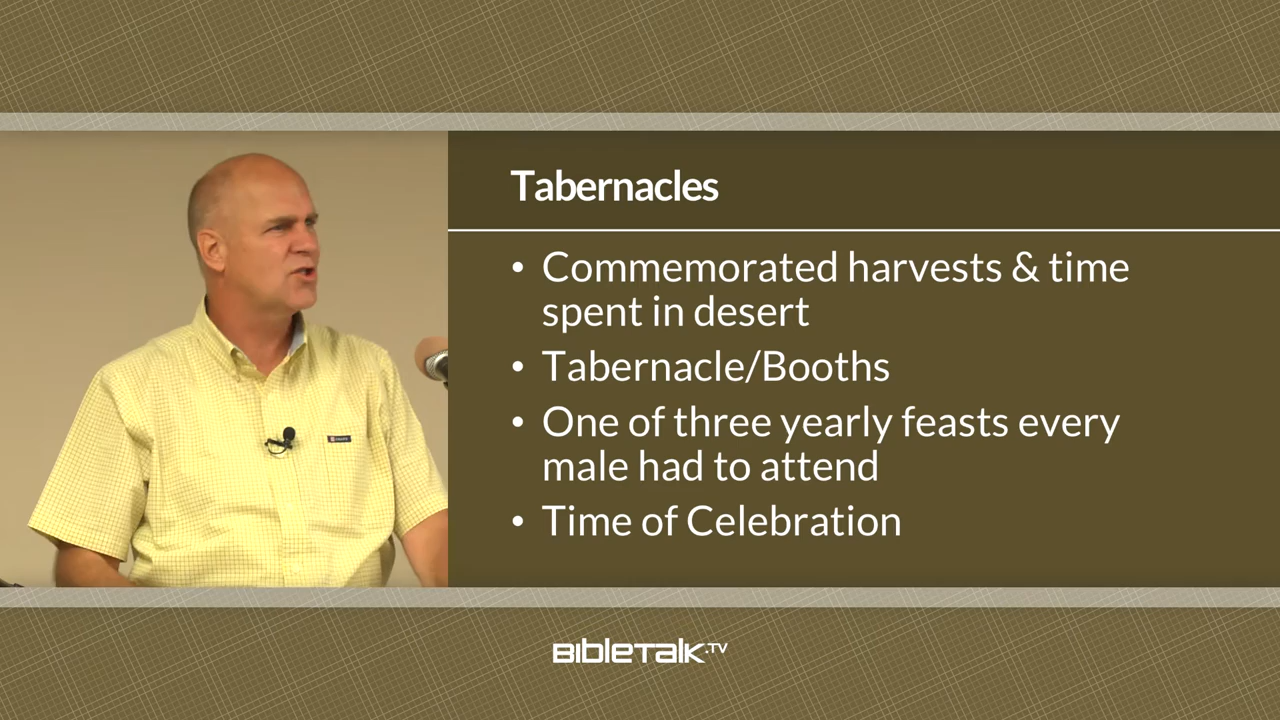 Tabernacles
• Commemorated harvests & time
spent in desert
• Tabernacle/Booths
• One of three yearly feasts every
male had to attend
• Time of Celebration
BIBLETALK.TV